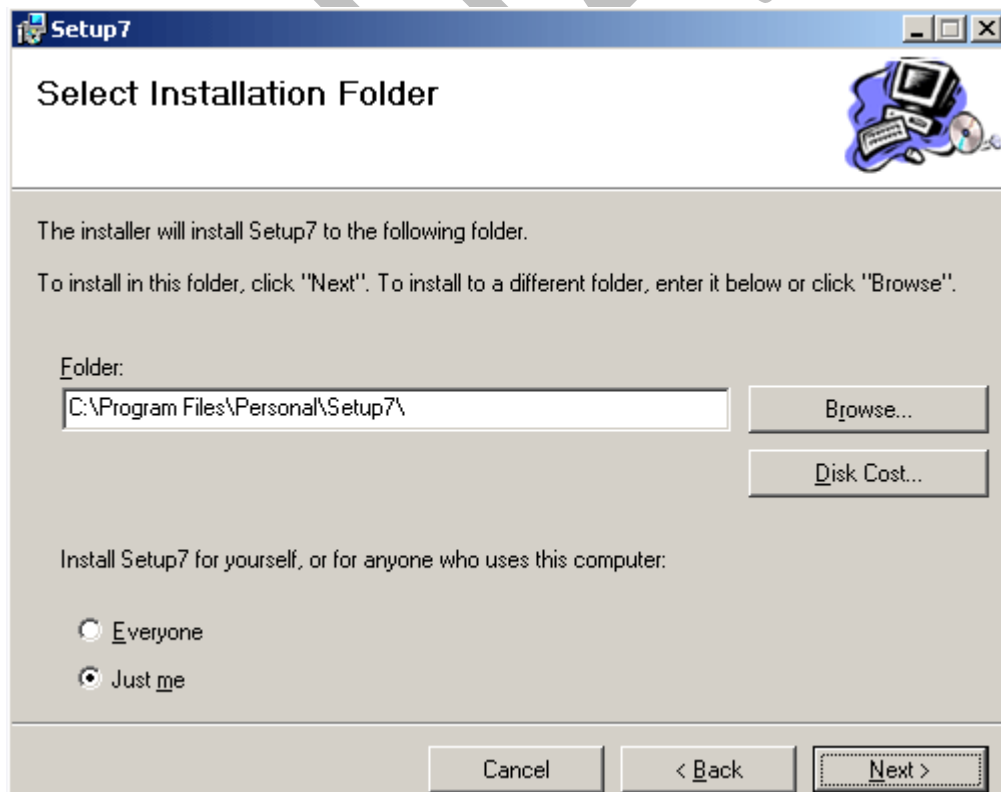 Setup7
Select Installation Folder
The installer will install Setup7 to the following folder.
To install in this folder, click "Next". To install to a different folder, enter it below or click "Browse".
Folder:
C:\Program Files\Personal\Setup7\
Browse...
Disk Cost...
Install Setup7 for yourself, or for anyone who uses this computer:
Everyone
Just me
Cancel
< Back
Next >